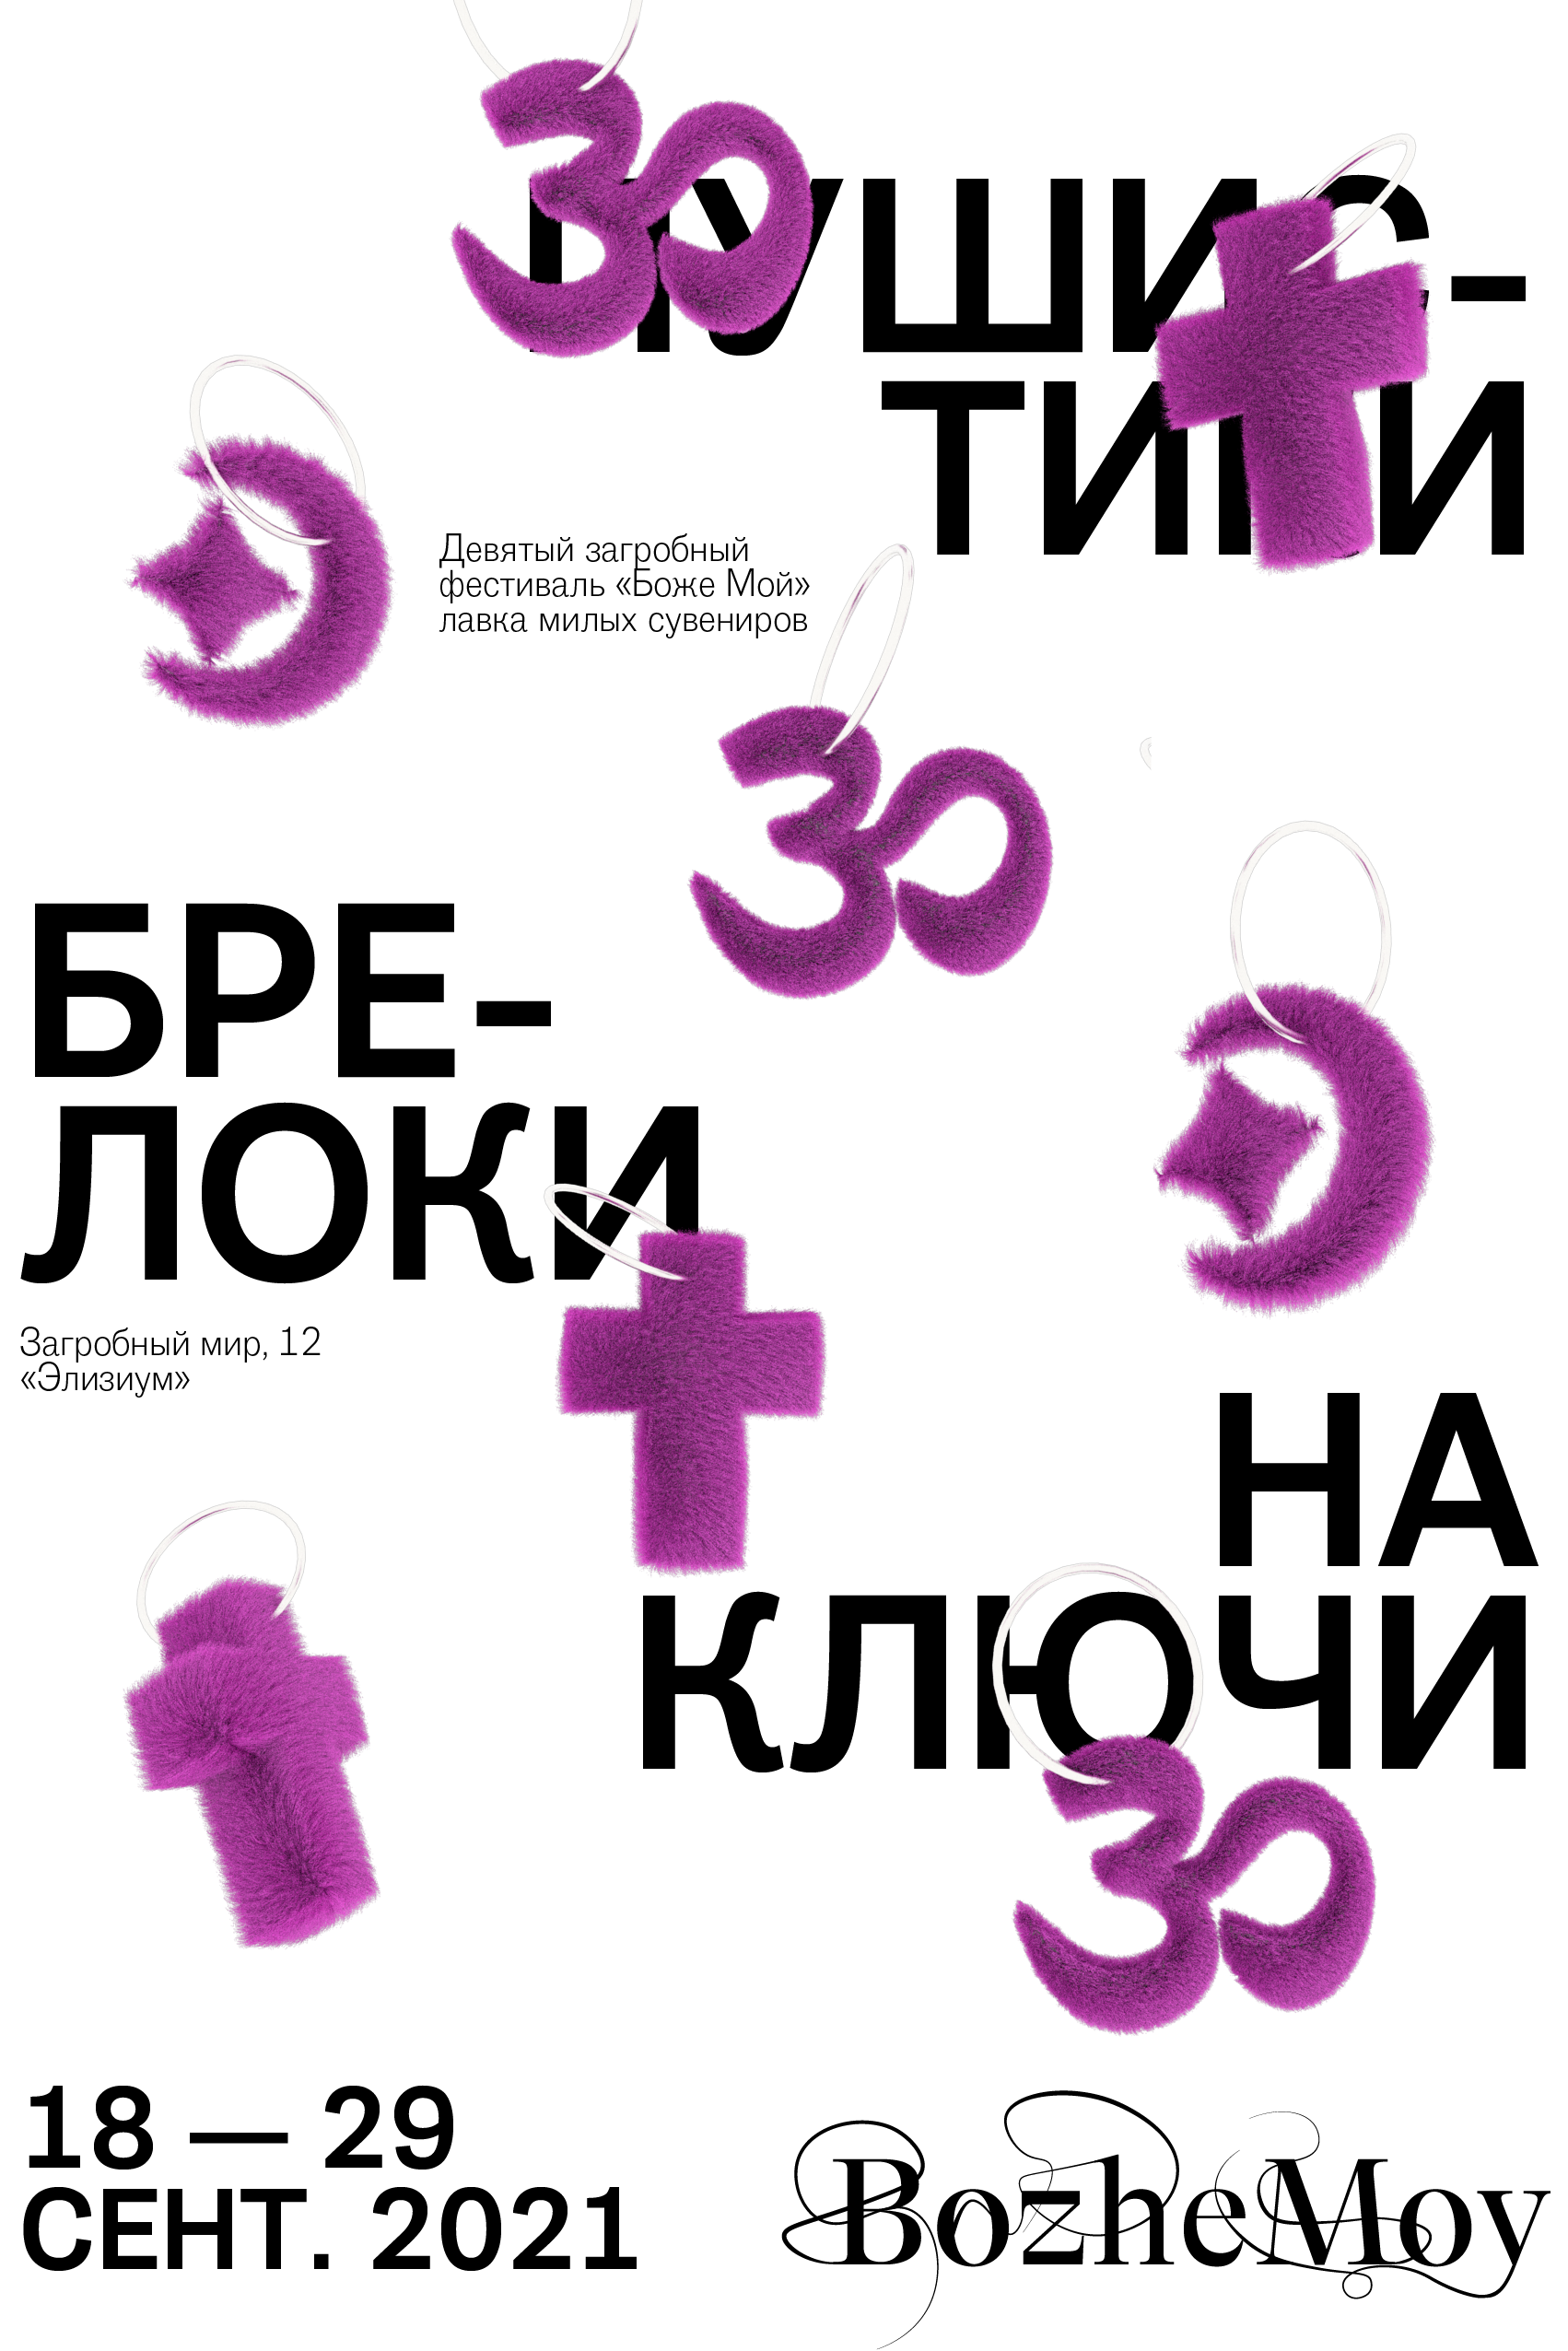 ПУШИС-
ТИКИ
Девятый загробный
фестиваль «Боже Мой»
лавка милых сувениров
БРЕ-
ЛОКИ
Загробный мир, 12
«Элизиум»
НА
КЛЮЧИ
18 — 29
СЕНТ. 2021
BozheMoy